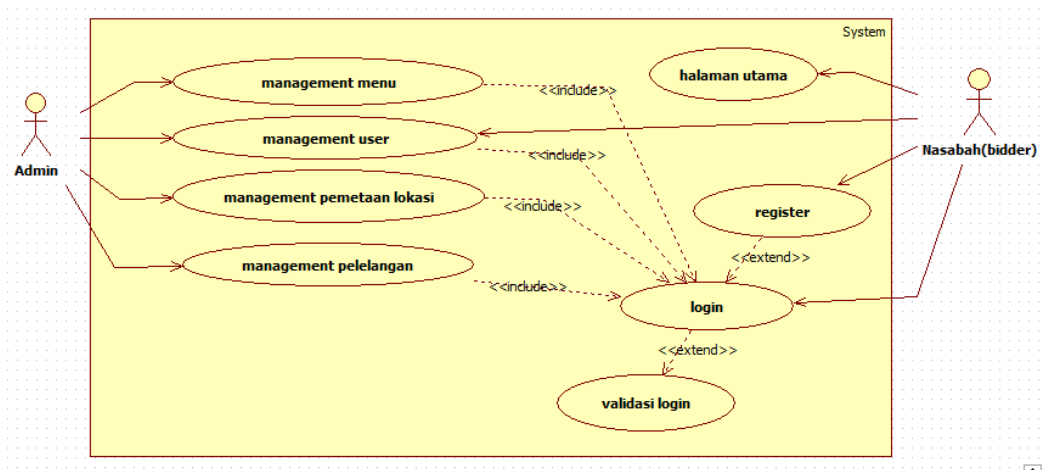 System
management menu
halaman utama
<<include>>
management user
<<include>>
Admin
Nasabah(bidder)
management pemetaan lokasi
<<include>>
register
management pelelangan
<<extend>>
<<include>>
login
<<extend>>
validasi login